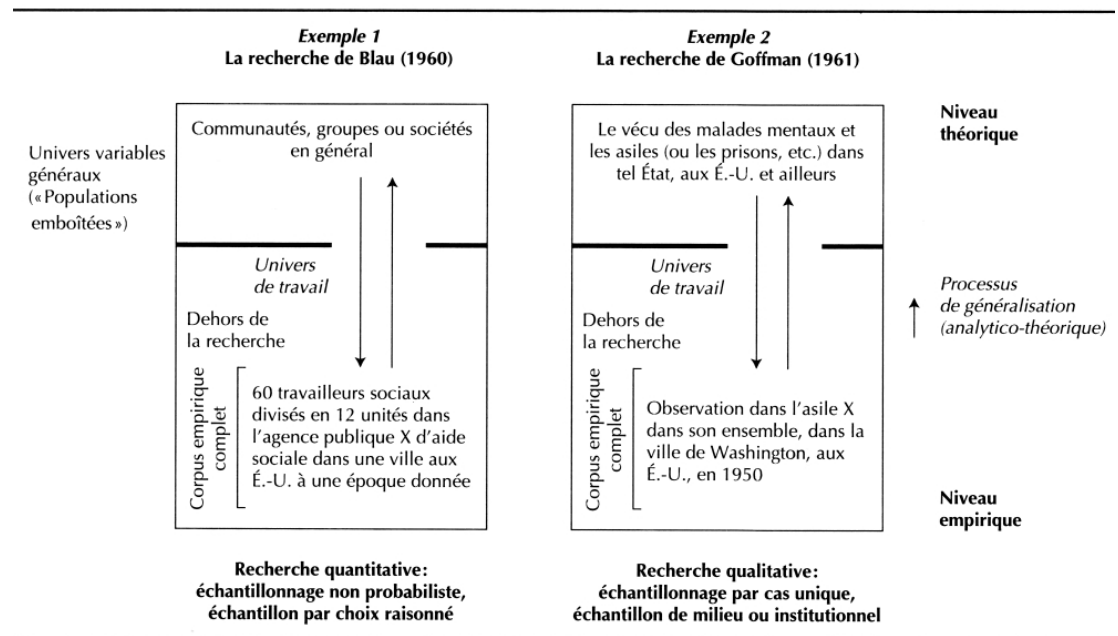 Exemple 1
La recherche de Blau (1960)
Exemple 2
La recherche de Goffman (1961)
Univers variables
généraux
(« Populations
emboîtées »)
Communautés, groupes ou sociétés
en général
Univers
de travail
Dehors de
la recherche
Corpus empirique
complet
60 travailleurs sociaux
divisés en 12 unités dans
l'agence publique X d'aide
sociale dans une ville aux
É.-U. à une époque donnée
Recherche quantitative:
échantillonnage non probabiliste,
échantillon par choix raisonné
Le vécu des malades mentaux et
les asiles (ou les prisons, etc.) dans
tel État, aux É.-U. et ailleurs
Univers
de travail
Dehors de
la recherche
Corpus empirique
complet
Observation dans l'asile X
dans son ensemble, dans la
ville de Washington, aux
É.-U., en 1950
Recherche qualitative:
échantillonnage par cas unique,
échantillon de milieu ou institutionnel
Niveau
théorique
Processus
de généralisation
(analytico-théorique)
Niveau
empirique